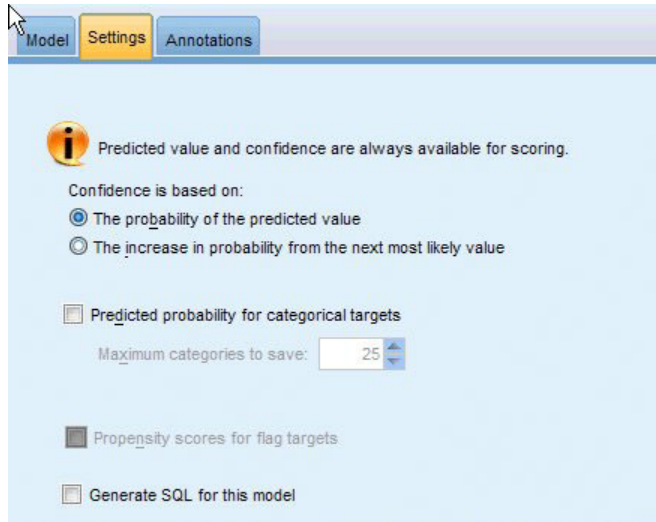 Model Settings Annotations
Predicted value and confidence are always available for scoring.
Confidence is based on:
The probability of the predicted value
The increase in probability from the next most likely value
Predicted probability for categorical targets
Maximum categories to save: 25
Propensity scores for flag targets
Generate SQL for this model